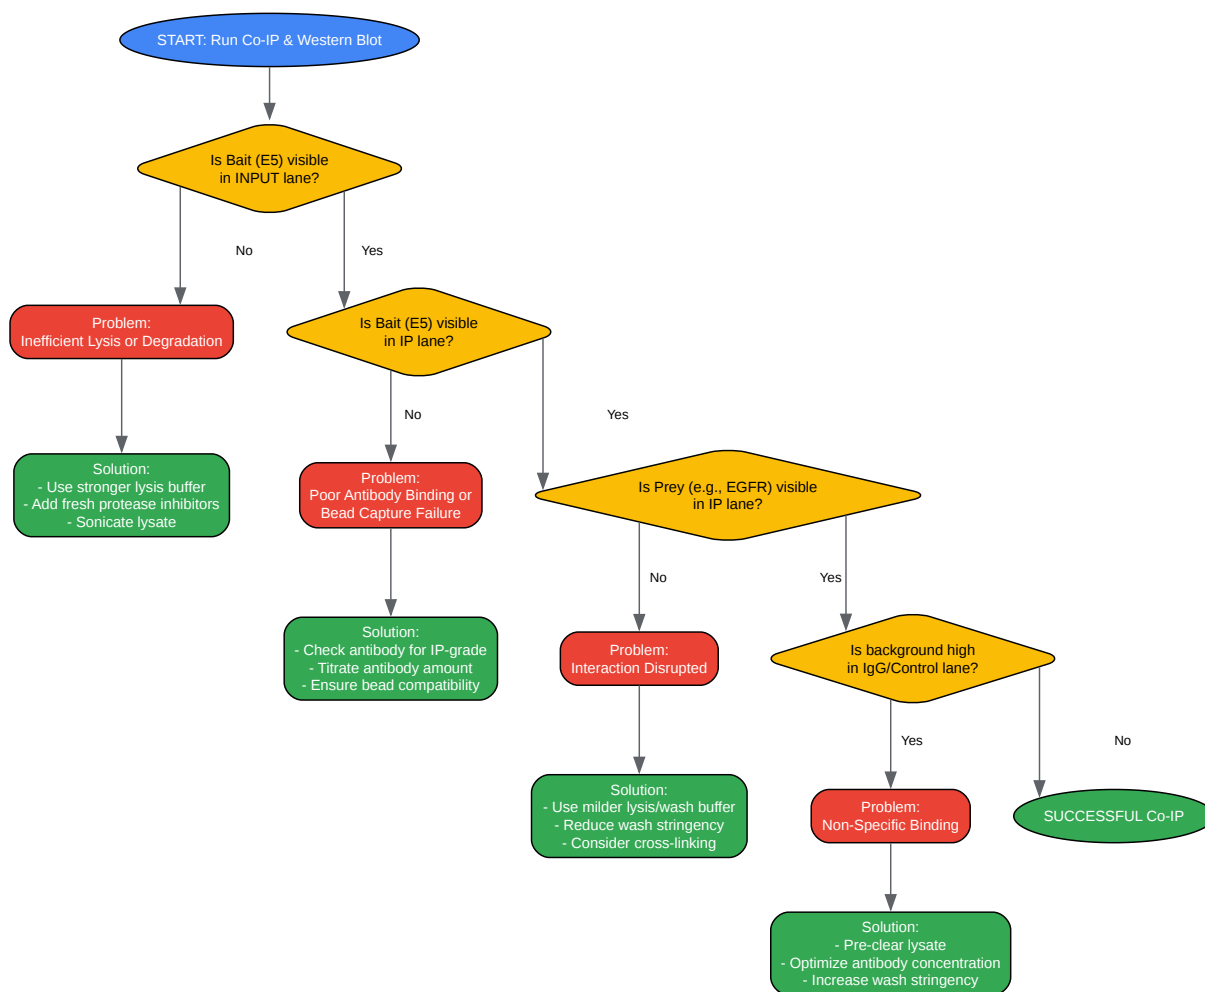 START: Run Co-IP & Western Blot
Is Bait (E5) visible
in INPUT lane?
No
Yes
Problem:
Inefficient Lysis or Degradation
Is Bait (E5) visible
in IP lane?
No
Yes
Solution:
- Use stronger lysis buffer
- Add fresh protease inhibitors
- Sonicate lysate
Problem:
Poor Antibody Binding or
Bead Capture Failure
Is Prey (e.g., EGFR) visible
in IP lane?
No
Yes
Solution:
- Check antibody for IP-grade
- Titrate antibody amount
- Ensure bead compatibility
Problem:
Interaction Disrupted
Is background high
in IgG/Control lane?
Yes
No
Solution:
- Use milder lysis/wash buffer
- Reduce wash stringency
- Consider cross-linking
Problem:
Non-Specific Binding
SUCCESSFUL Co-IP
Solution:
- Pre-clear lysate
- Optimize antibody concentration
- Increase wash stringency